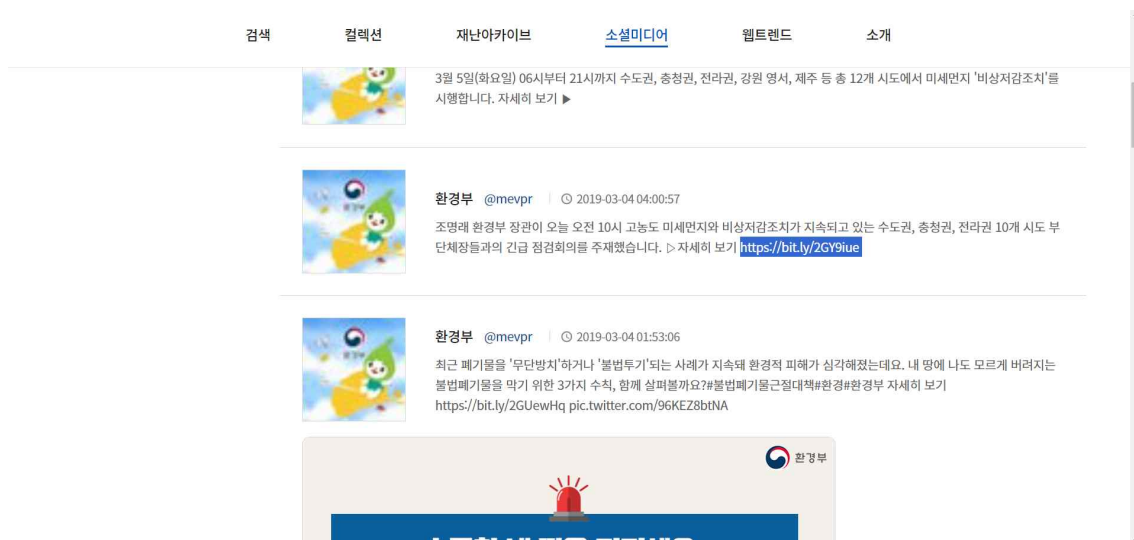 검색 컬렉션 재난아카이브 소셜미디어 웹트렌드 소개
3월 5일(화요일) 06시부터 21시까지 수도권, 충청권, 전라권, 강원 영서, 제주 등 총 12개 시도에서 미세먼지 '비상저감조치'를
시행합니다. 자세히 보기 ▶
환경부 @mevpr 2019-03-04 04:00:57
조명래 환경부 장관이 오늘 오전 10시 고농도 미세먼지와 비상저감조치가 지속되고 있는 수도권, 충청권, 전라권 10개 시도 부
단체장들과의 긴급 점검회의를 주재했습니다. ▷자세히 보기 https://bit.ly/2GY9iue
환경부
환경부 @mevpr 2019-03-04 01:53:06
최근 폐기물을 '무단방치'하거나 '불법투기'되는 사례가 지속돼 환경적 피해가 심각해졌는데요. 내 땅에 나도 모르게 버려지는
불법폐기물을 막기 위한 3가지 수칙, 함께 살펴볼까요?#불법폐기물근절대책#환경#환경부 자세히 보기
https://bit.ly/2GUewHq pic.twitter.com/96KEZ8btNA
환경부
환경부